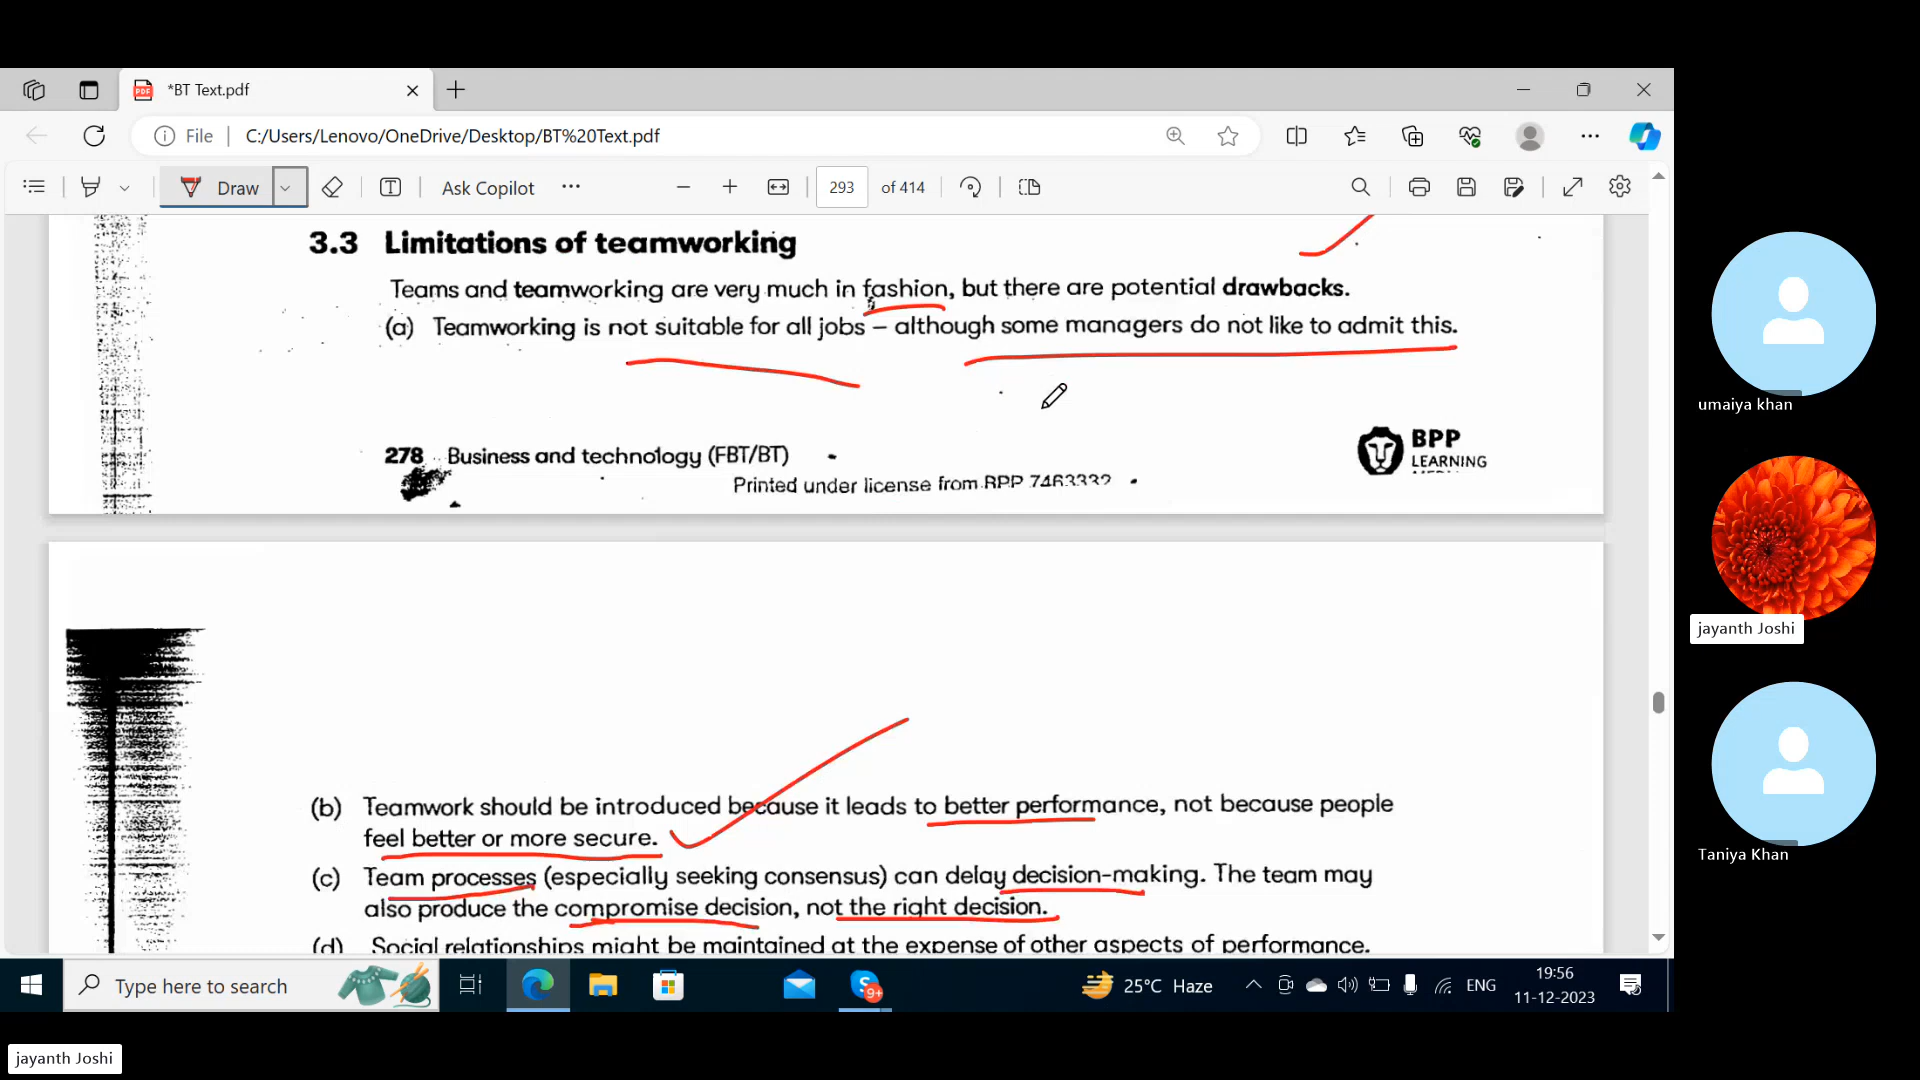 *BT Text.pdf
File
C:/Users/Lenovo/OneDrive/Desktop/BT%20Text.pdf
Draw
Ask Copilot
293 of 414
3.3 Limitations of teamworking
Teams and teamworking are very much in fashion, but there are potential drawbacks.
(a) Teamworking is not suitable for all jobs – although some managers do not like to admit this.
278 Business and technology (FBT/BT)
BPP
LEARNING
Printed under license from BPP 7463332
(b) Teamwork should be introduced because it leads to better performance, not because people
feel better or more secure.
(c) Team processes (especially seeking consensus) can delay decision-making. The team may
also produce the compromise decision, not the right decision.
(d) Social relationships might be maintained at the expense of other aspects of performance.
umaiya khan
jayanth Joshi
Taniya Khan
Type here to search
9+
25°C Haze
ENG
19:56
11-12-2023
jayanth Joshi